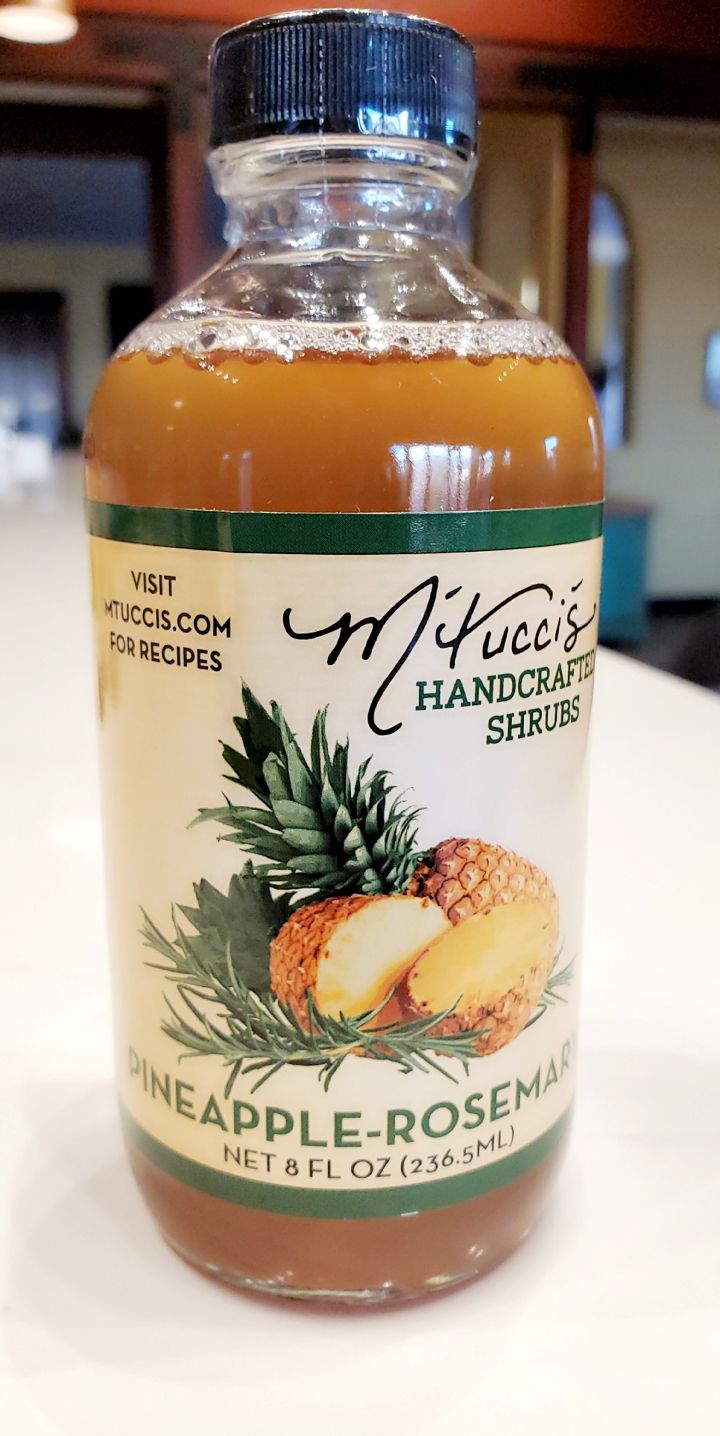 VISIT
MTUCCIS.COM
FOR RECIPES
M'tucci's
HANDCRAFTED
SHRUBS
PINEAPPLE-ROSEMARY
NET 8 FL OZ (236.5ML)